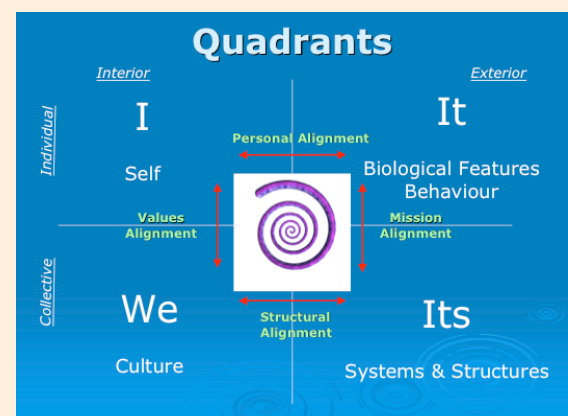 Quadrants
Interior
Exterior
Individual
I
It
Personal Alignment
Self
Biological Features
Behaviour
Values
Alignment
Mission
Alignment
Collective
We
Its
Structural
Alignment
Culture
Systems & Structures